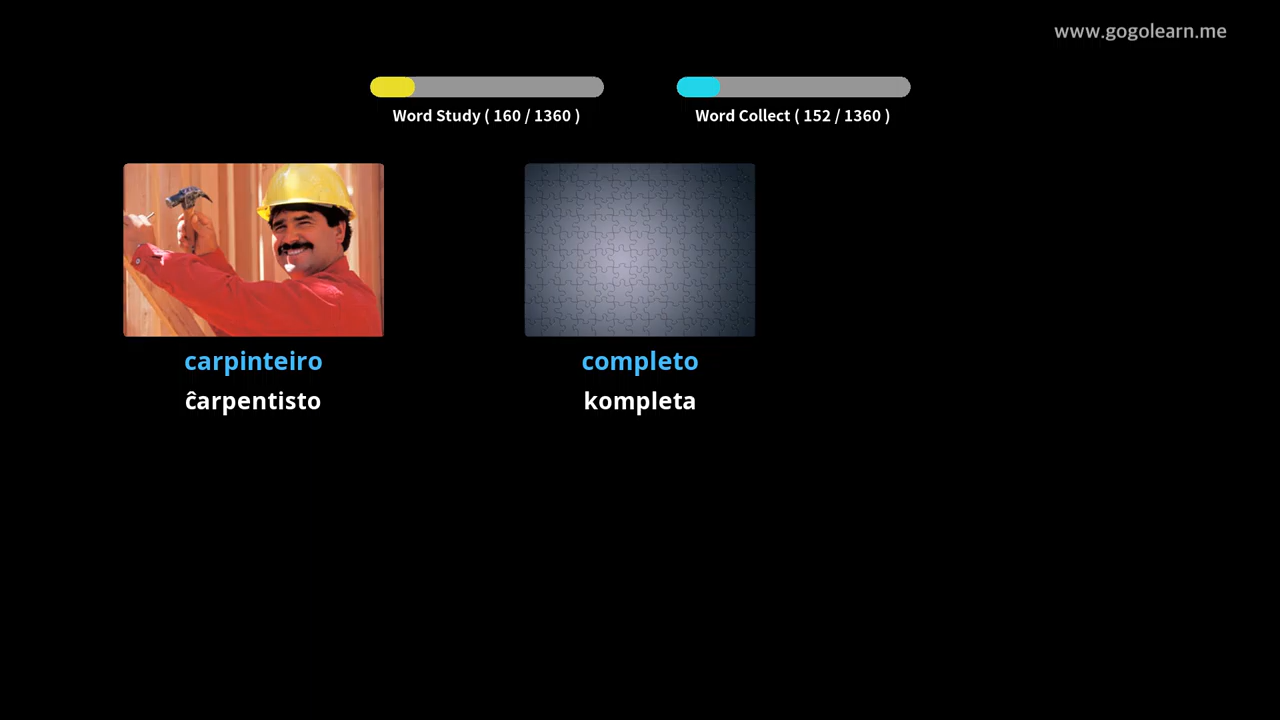 www.gogolearn.me
Word Study ( 160 / 1360 )
Word Collect ( 152 / 1360 )
carpinteiro
ĉarpentisto
completo
kompleta